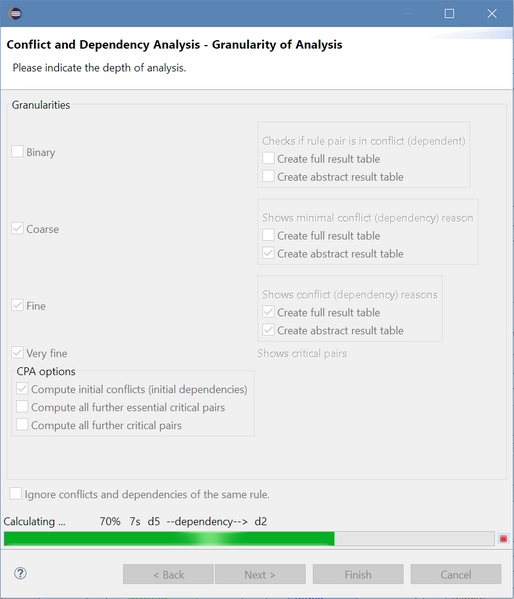 Conflict and Dependency Analysis - Granularity of Analysis
Please indicate the depth of analysis.
Granularities
Binary
Checks if rule pair is in conflict (dependent)
Create full result table
Create abstract result table
Coarse
Shows minimal conflict (dependency) reason
Create full result table
Create abstract result table
Fine
Shows conflict (dependency) reasons
Create full result table
Create abstract result table
Very fine
Shows critical pairs
CPA options
Compute initial conflicts (initial dependencies)
Compute all further essential critical pairs
Compute all further critical pairs
Ignore conflicts and dependencies of the same rule.
Calculating ... 70% 7s d5 --dependency--> d2
?
< Back
Next >
Finish
Cancel